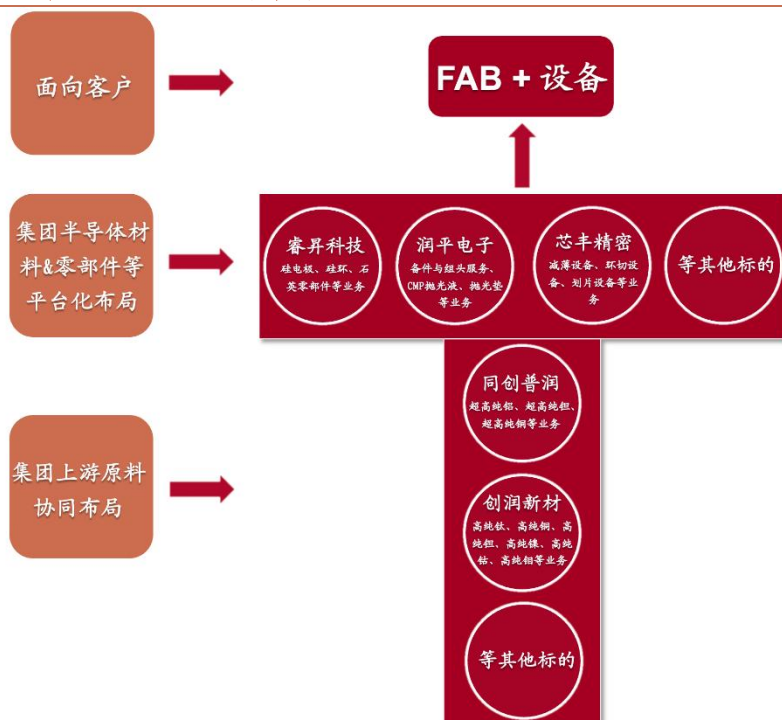 面向客户
FAB + 设备
集团半导体材
料&零部件等
平台化布局
睿昇科技
硅电极、硅环、石
英零部件等业务
润平电子
备件与组头服务、
CMP抛光液、抛光垫
等业务
芯丰精密
减薄设备、环切设
备、划片设备等业
务
等其他标的
集团上游原料
协同布局
同创普润
超高纯铝、超高纯钽、
超高纯铜等业务
创润新材
高纯钛、高纯铜、高
纯钽、高纯镍、高纯
钴、高纯钼等业务
等其他标的